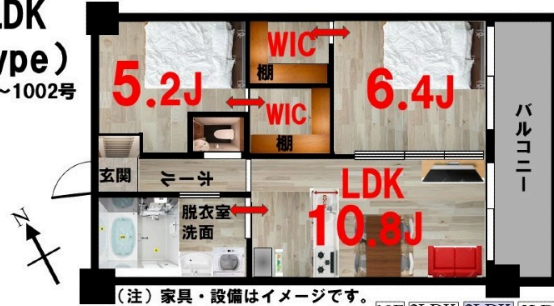 LDK
ype)
～1002号
5.2J
WIC
棚
WIC
棚
6.4J
バルコニー
玄関
ホール
LDK
10.8J
脱衣室
洗面
N
(注) 家具・設備はイメージです。